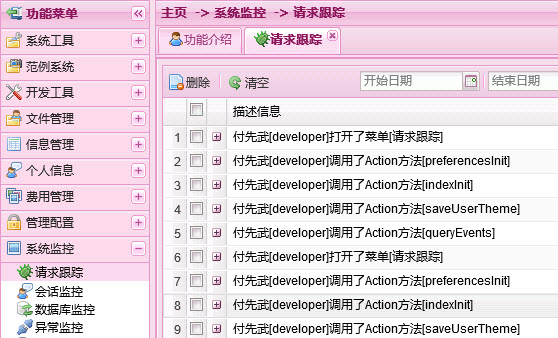 功能菜单
系统工具
范例系统
开发工具
文件管理
信息管理
个人信息
费用管理
管理配置
系统监控
请求跟踪
会话监控
数据库监控
异常监控
主页 -> 系统监控 -> 请求跟踪
功能介绍 请求跟踪
删除 清空 开始日期 结束日期
描述信息
1 付先武[developer]打开了菜单[请求跟踪]
2 付先武[developer]调用了Action方法[preferencesInit]
3 付先武[developer]调用了Action方法[indexInit]
4 付先武[developer]调用了Action方法[saveUserTheme]
5 付先武[developer]调用了Action方法[queryEvents]
6 付先武[developer]打开了菜单[请求跟踪]
7 付先武[developer]调用了Action方法[preferencesInit]
8 付先武[developer]调用了Action方法[indexInit]
9 付先武[developer]调用了Action方法[saveUserTheme]